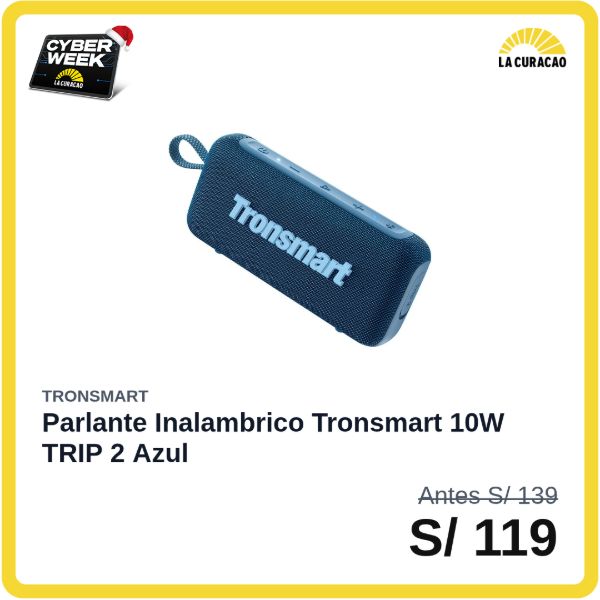 CYBER
WEEK
LA CURACAO
LA CURACAO
Tronsmart
TRONSMART
Parlante Inalambrico Tronsmart 10W
TRIP 2 Azul
Antes S/ 139
S/ 119